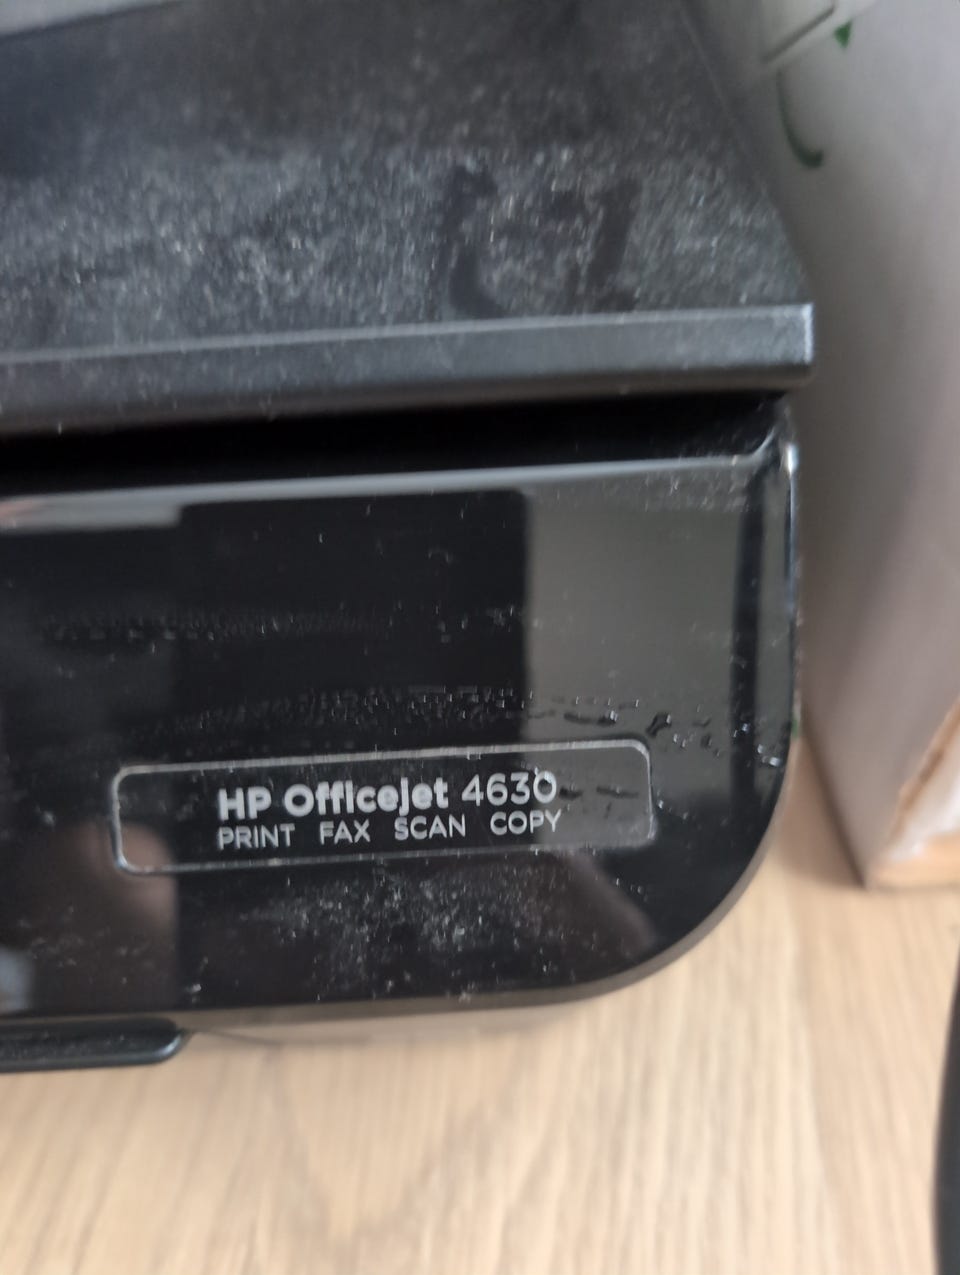 HP Officejet 4630
PRINT FAX SCAN COPY